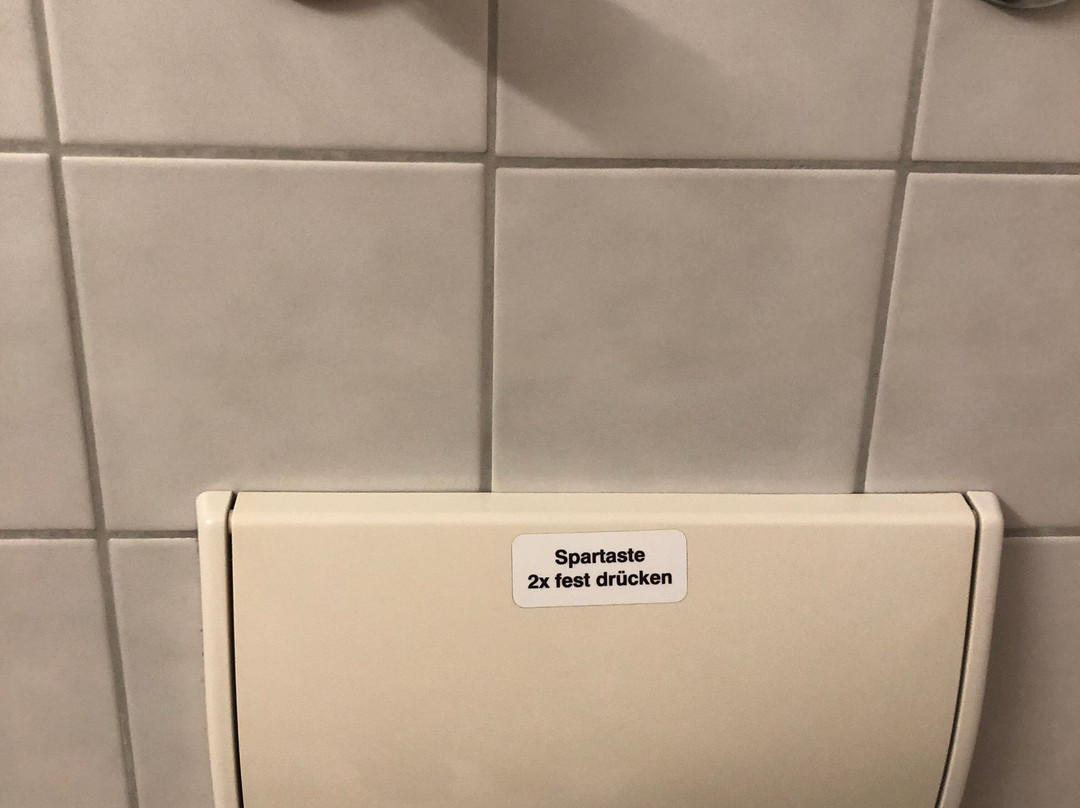 Spartaste
2x fest drücken